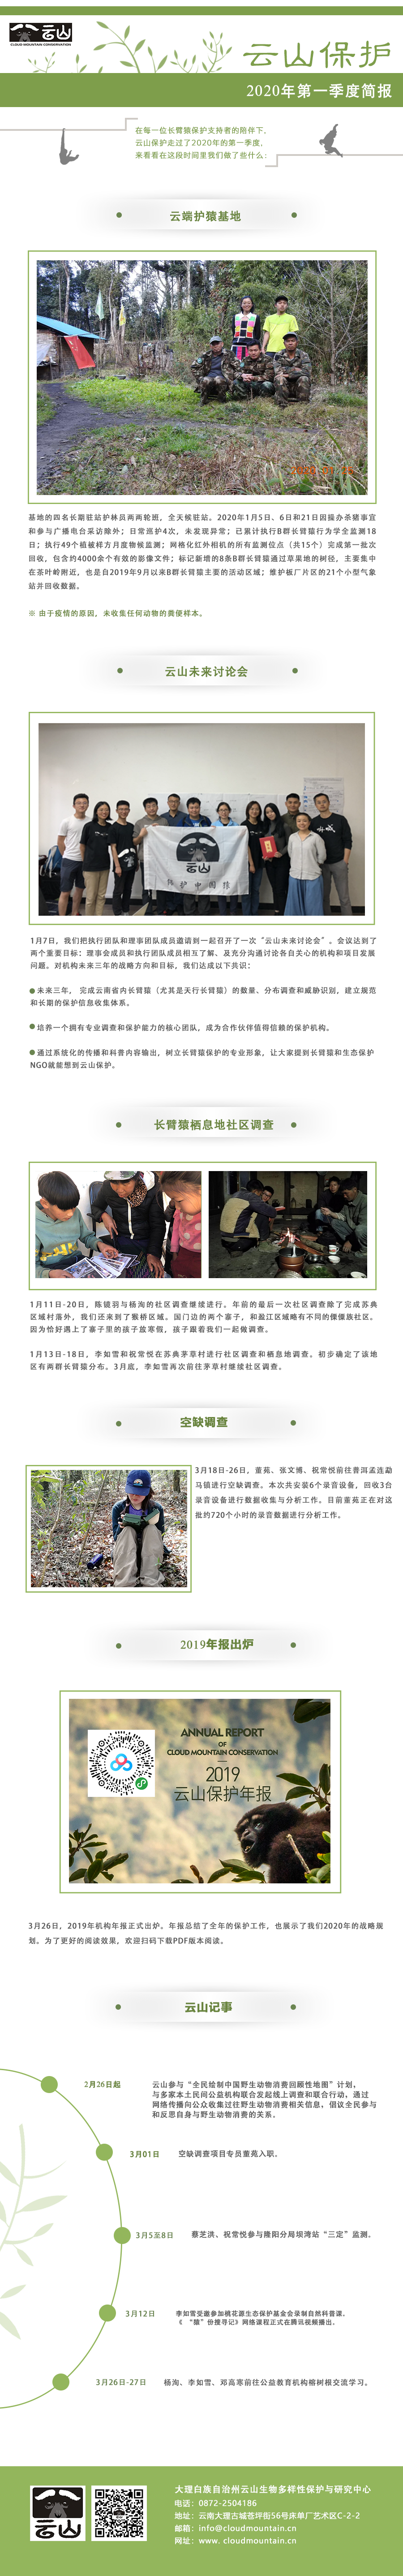 云山
CLOUD MOUNTAIN CONSERVATION
云山保护
2020年第一季度简报
在每一位长臂猿保护支持者的陪伴下，
云山保护走过了2020年的第一季度，
来看看在这段时间里我们做了些什么：
云端护猿基地
基地的四名长期驻站护林员两两轮班，全天候驻站。2020年1月5日、6日和21日因操办杀猪事宜
和参与广播电台采访除外；日常巡护4次，未发现异常；已累计执行B群长臂猿行为学全监测18
日；执行49个植被样方月度物候监测；网格化红外相机的所有监测位点（共15个）完成第一批次
回收，包含约4000余个有效的影像文件；标记新增的8条B群长臂猿通过草果地的树径，主要集中
在茶叶岭附近，也是自2019年9月以来B群长臂猿主要的活动区域；维护板厂片区的21个小型气象
站并回收数据。
※ 由于疫情的原因，未收集任何动物的粪便样本。
云山未来讨论会
云山
守护中国猿
1月7日，我们把执行团队和理事团队成员邀请到一起召开了一次“云山未来讨论会”。会议达到了
两个重要目标：理事会成员和执行团队成员相互了解、及充分沟通讨论各自关心的机构和项目发展
问题。对机构未来三年的战略方向和目标，我们达成以下共识：
●未来三年，完成云南省内长臂猿（尤其是天行长臂猿）的数量、分布调查和威胁识别，建立规范
和长期的保护信息收集体系。
●培养一个拥有专业调查和保护能力的核心团队，成为合作伙伴值得信赖的保护机构。
●通过系统化的传播和科普内容输出，树立长臂猿保护的专业形象，让大家提到长臂猿和生态保护
NGO就能想到云山保护。
长臂猿栖息地社区调查
1月11日-20日，陈镜羽与杨洵的社区调查继续进行。年前的最后一次社区调查除了完成苏典
区域村落外，我们还来到了猴桥区域。国门边的两个寨子，和盈江区域略有不同的傈僳族社区。
因为恰好遇上了寨子里的孩子放寒假，孩子跟着我们一起做调查。
1月13日-18日，李如雪和祝常悦在苏典茅草村进行社区调查和栖息地调查。初步确定了该地
区有两群长臂猿分布。3月底，李如雪再次前往茅草村继续社区调查。
空缺调查
3月18日-26日，董苑、张文博、祝常悦前往普洱孟连勐
马镇进行空缺调查。本次共安装6个录音设备，回收3台
录音设备进行数据收集与分析工作。目前董苑正在对这
批约720个小时的录音数据进行分析工作。
2019年报出炉
ANNUAL REPORT
OF
CLOUD MOUNTAIN CONSERVATION
2019
云山保护年报
3月26日，2019年机构年报正式出炉。年报总结了全年的保护工作，也展示了我们2020年的战略规
划。为了更好的阅读效果，欢迎扫码下载PDF版本阅读。
云山记事
2月26日起
云山参与“全民绘制中国野生动物消费回顾性地图”计划，
与多家本土民间公益机构联合发起线上调查和联合行动，通过
网络传播向公众收集过往野生动物消费相关信息，倡议全民参与
和反思自身与野生动物消费的关系。
3月01日
空缺调查项目专员董苑入职。
3月5至8日
蔡芝洪、祝常悦参与隆阳分局坝湾站“三定”监测。
3月12日
李如雪受邀参加桃花源生态保护基金会录制自然科普课。
《“猿”份搜寻记》网络课程正式在腾讯视频播出。
3月26日-27日
杨洵、李如雪、邓高寒前往公益教育机构榕树根交流学习。
云山
大理白族自治州云山生物多样性保护与研究中心
电话：0872-2504186
地址：云南大理古城苍坪街56号床单厂艺术区C-2-2
邮箱：info@cloudmountain.cn
网址：www. cloudmountain.cn